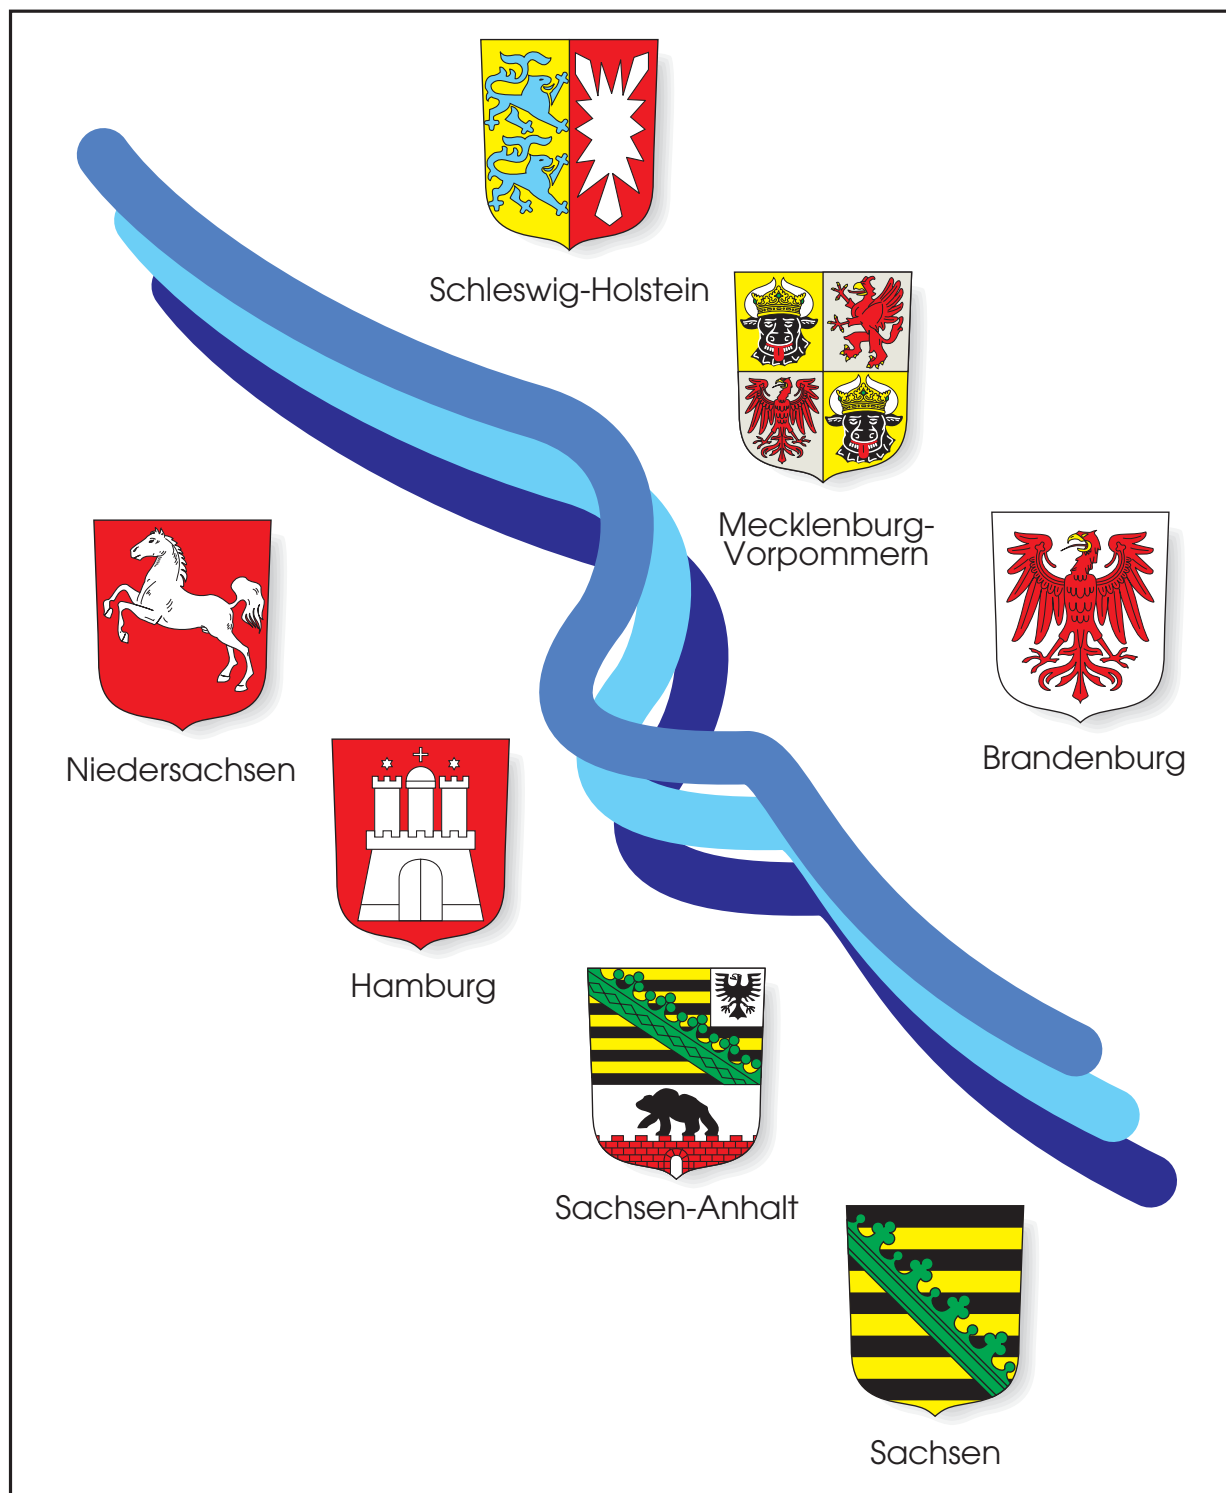 Schleswig-Holstein
Mecklenburg-
Vorpommern
Brandenburg
Niedersachsen
Hamburg
Sachsen-Anhalt
Sachsen